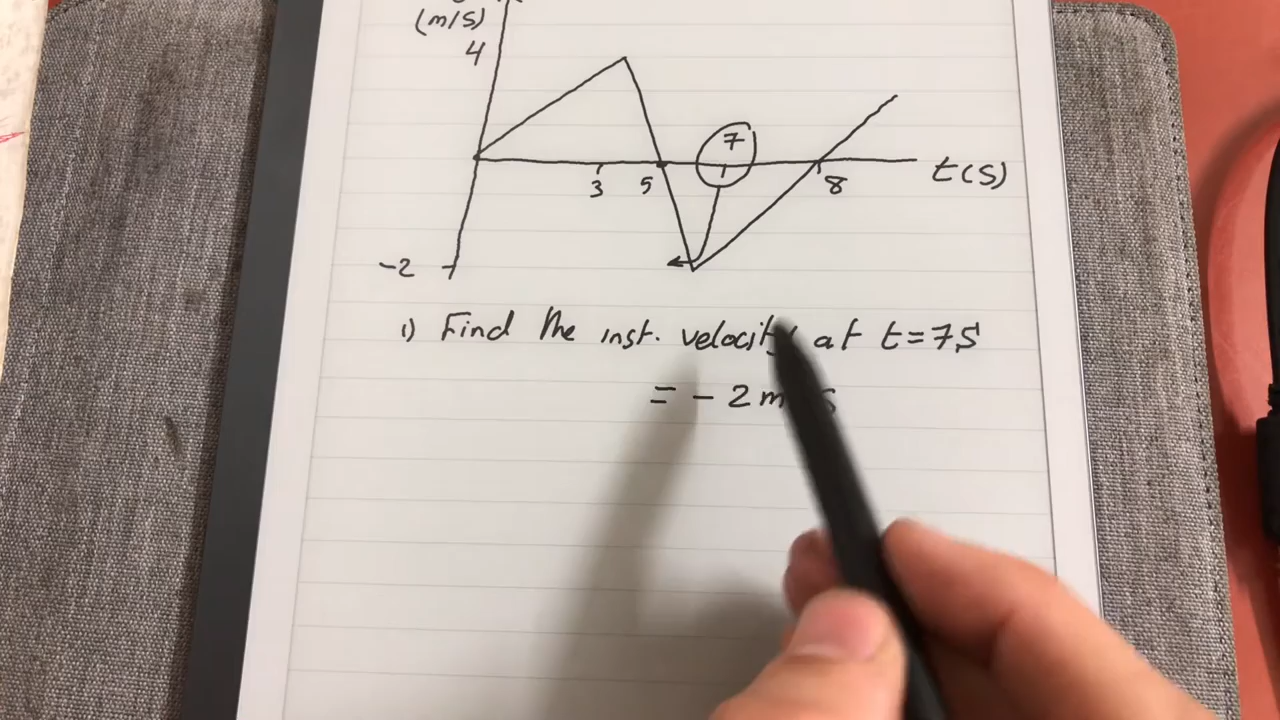 (m/s)
4
7
3 5 8 t(s)
-2
1) Find the inst. velocity at t=7s
= - 2 m s